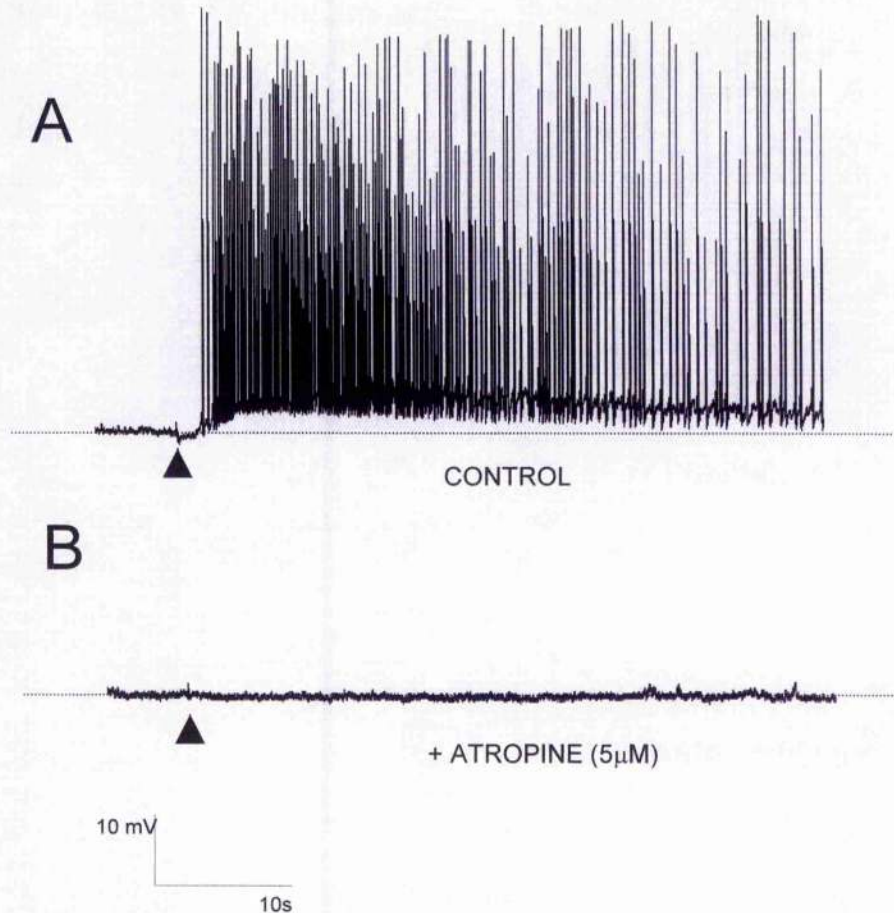 A
CONTROL
B
+ ATROPINE (5μM)
10 mV
10s